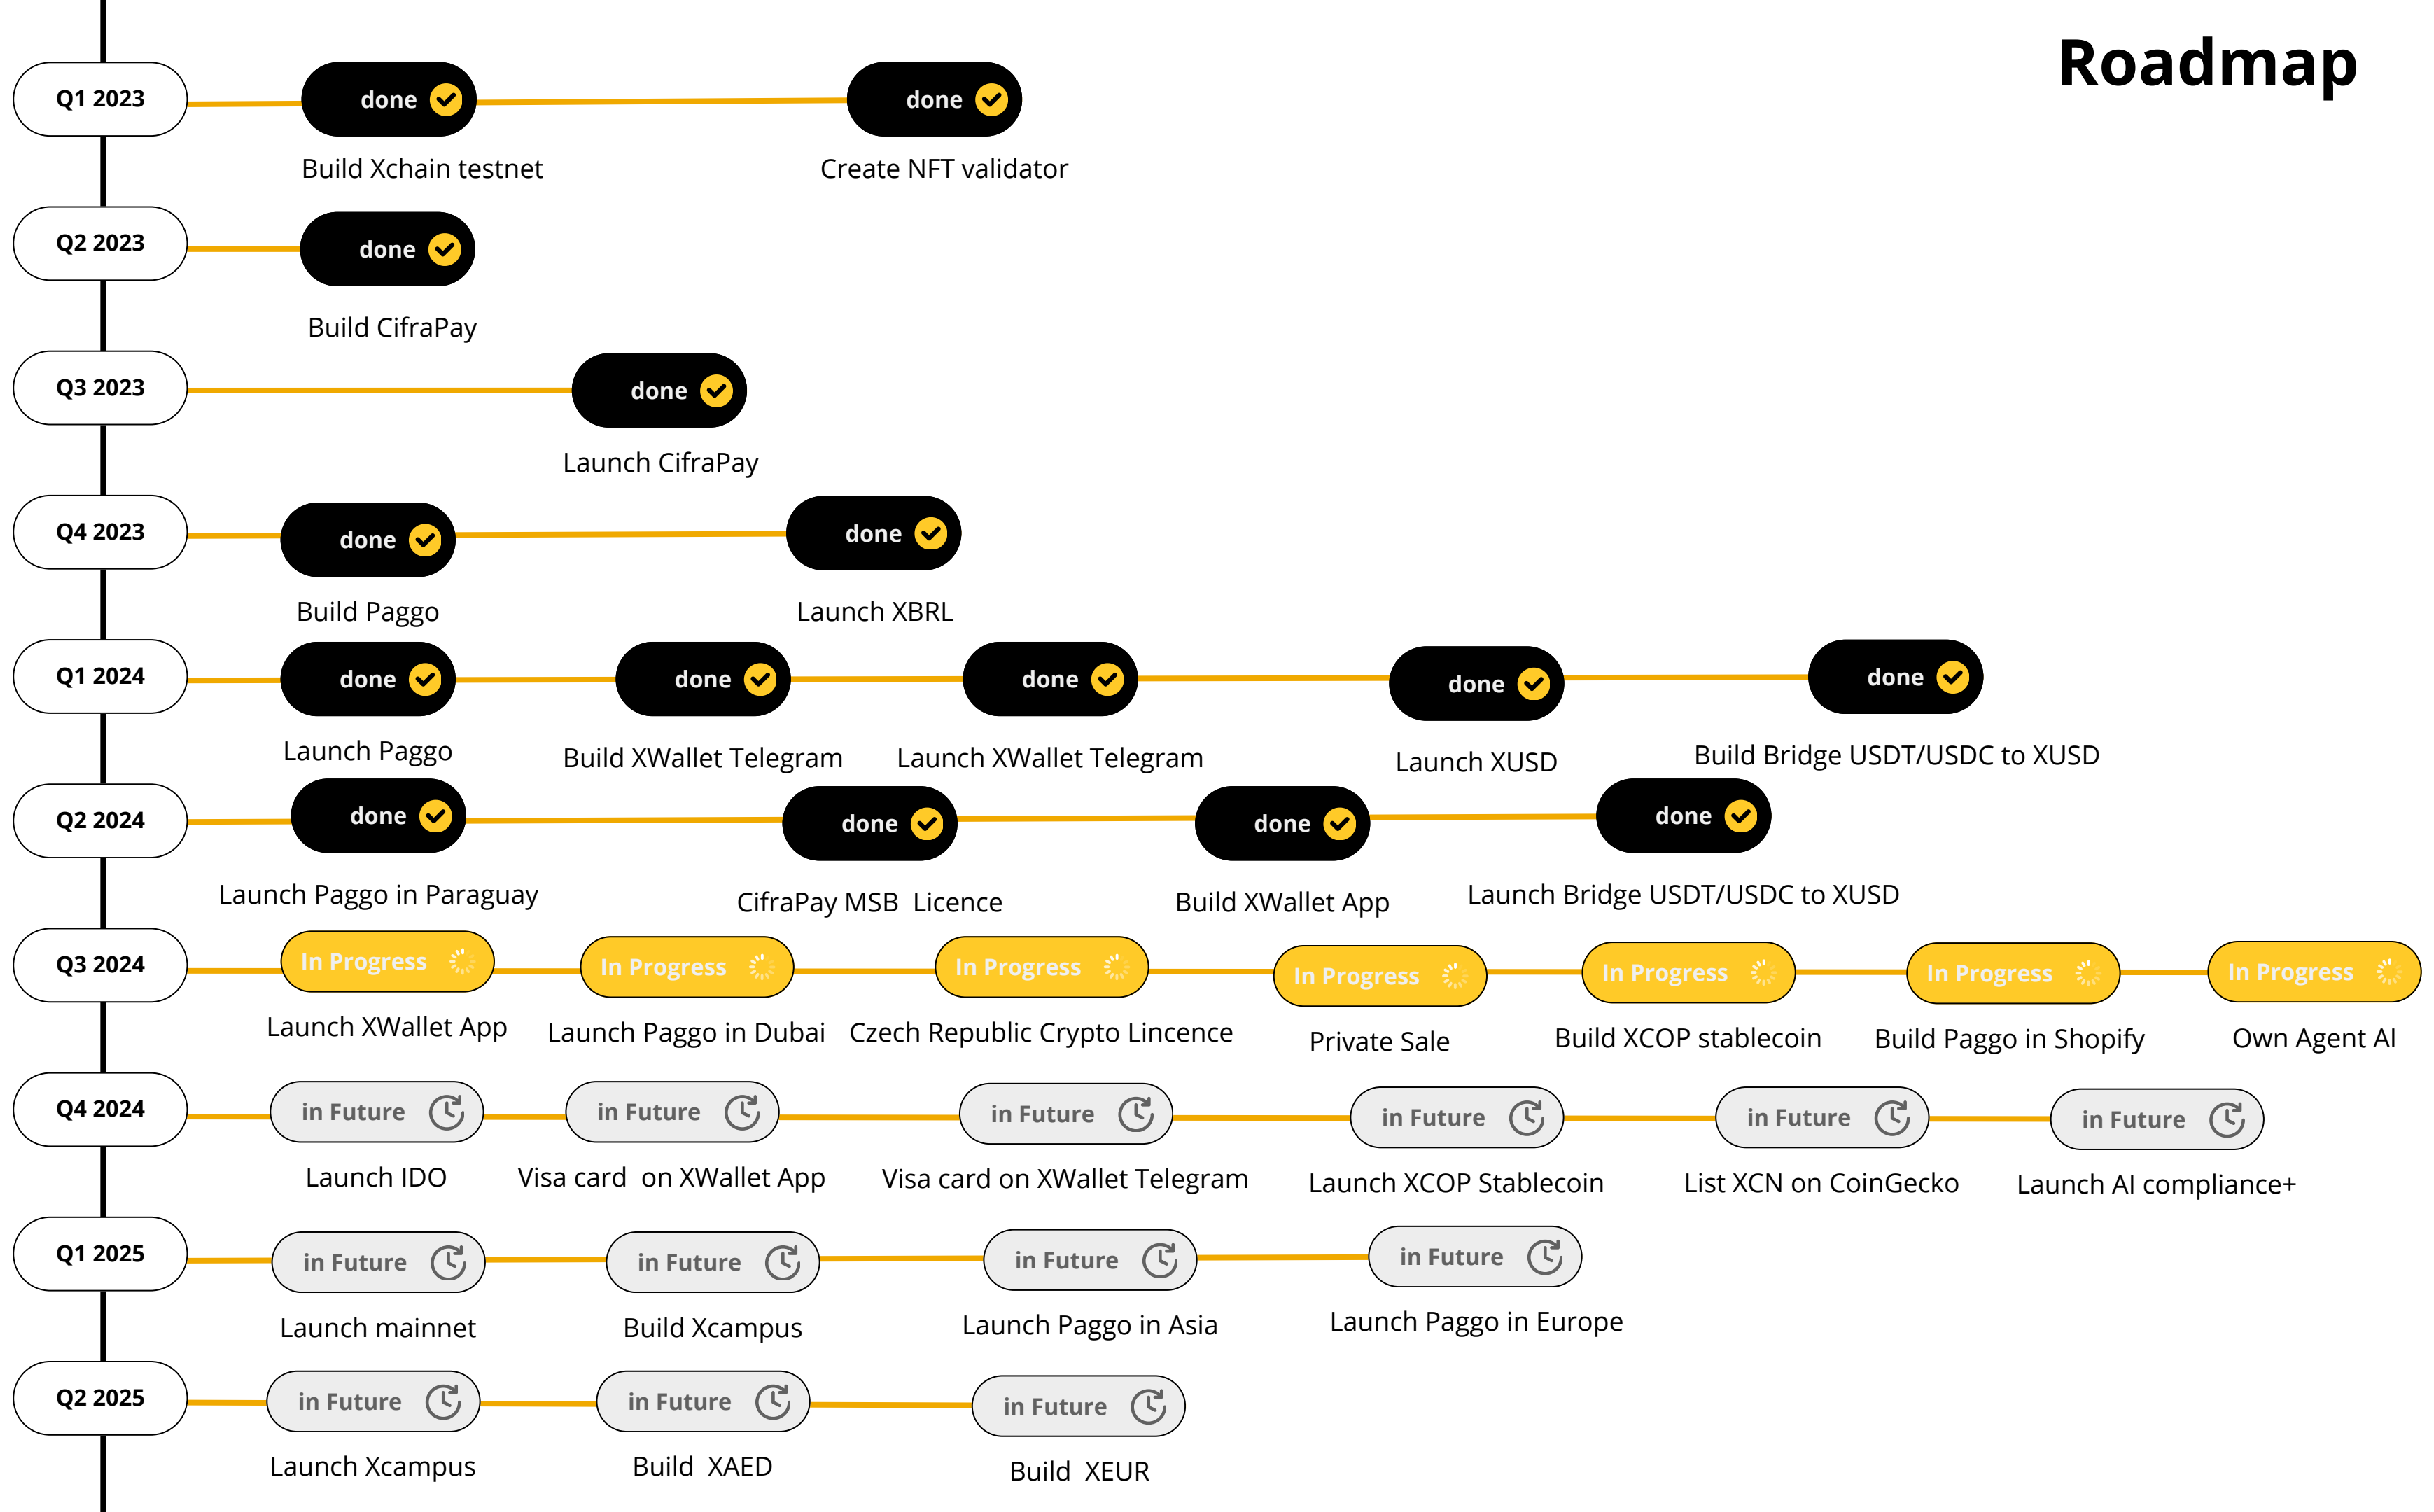 Roadmap
Q1 2023
done
done
Build Xchain testnet
Create NFT validator
Q2 2023
done
Build CifraPay
Q3 2023
done
Launch CifraPay
Q4 2023
done
done
Build Paggo
Launch XBRL
Q1 2024
done
done
done
done
done
Launch Paggo
Build XWallet Telegram
Launch XWallet Telegram
Launch XUSD
Build Bridge USDT/USDC to XUSD
Q2 2024
done
done
done
done
Launch Paggo in Paraguay
CifraPay MSB  Licence
Build XWallet App
Launch Bridge USDT/USDC to XUSD
Q3 2024
In Progress
In Progress
In Progress
In Progress
In Progress
In Progress
In Progress
Launch XWallet App
Launch Paggo in Dubai
Czech Republic Crypto Lincence
Private Sale
Build XCOP stablecoin
Build Paggo in Shopify
Own Agent AI
Q4 2024
in Future
in Future
in Future
in Future
in Future
in Future
Launch IDO
Visa card  on XWallet App
Visa card on XWallet Telegram
Launch XCOP Stablecoin
List XCN on CoinGecko
Launch AI compliance+
Q1 2025
in Future
in Future
in Future
in Future
Launch mainnet
Build Xcampus
Launch Paggo in Asia
Launch Paggo in Europe
Q2 2025
in Future
in Future
in Future
Launch Xcampus
Build  XAED
Build  XEUR